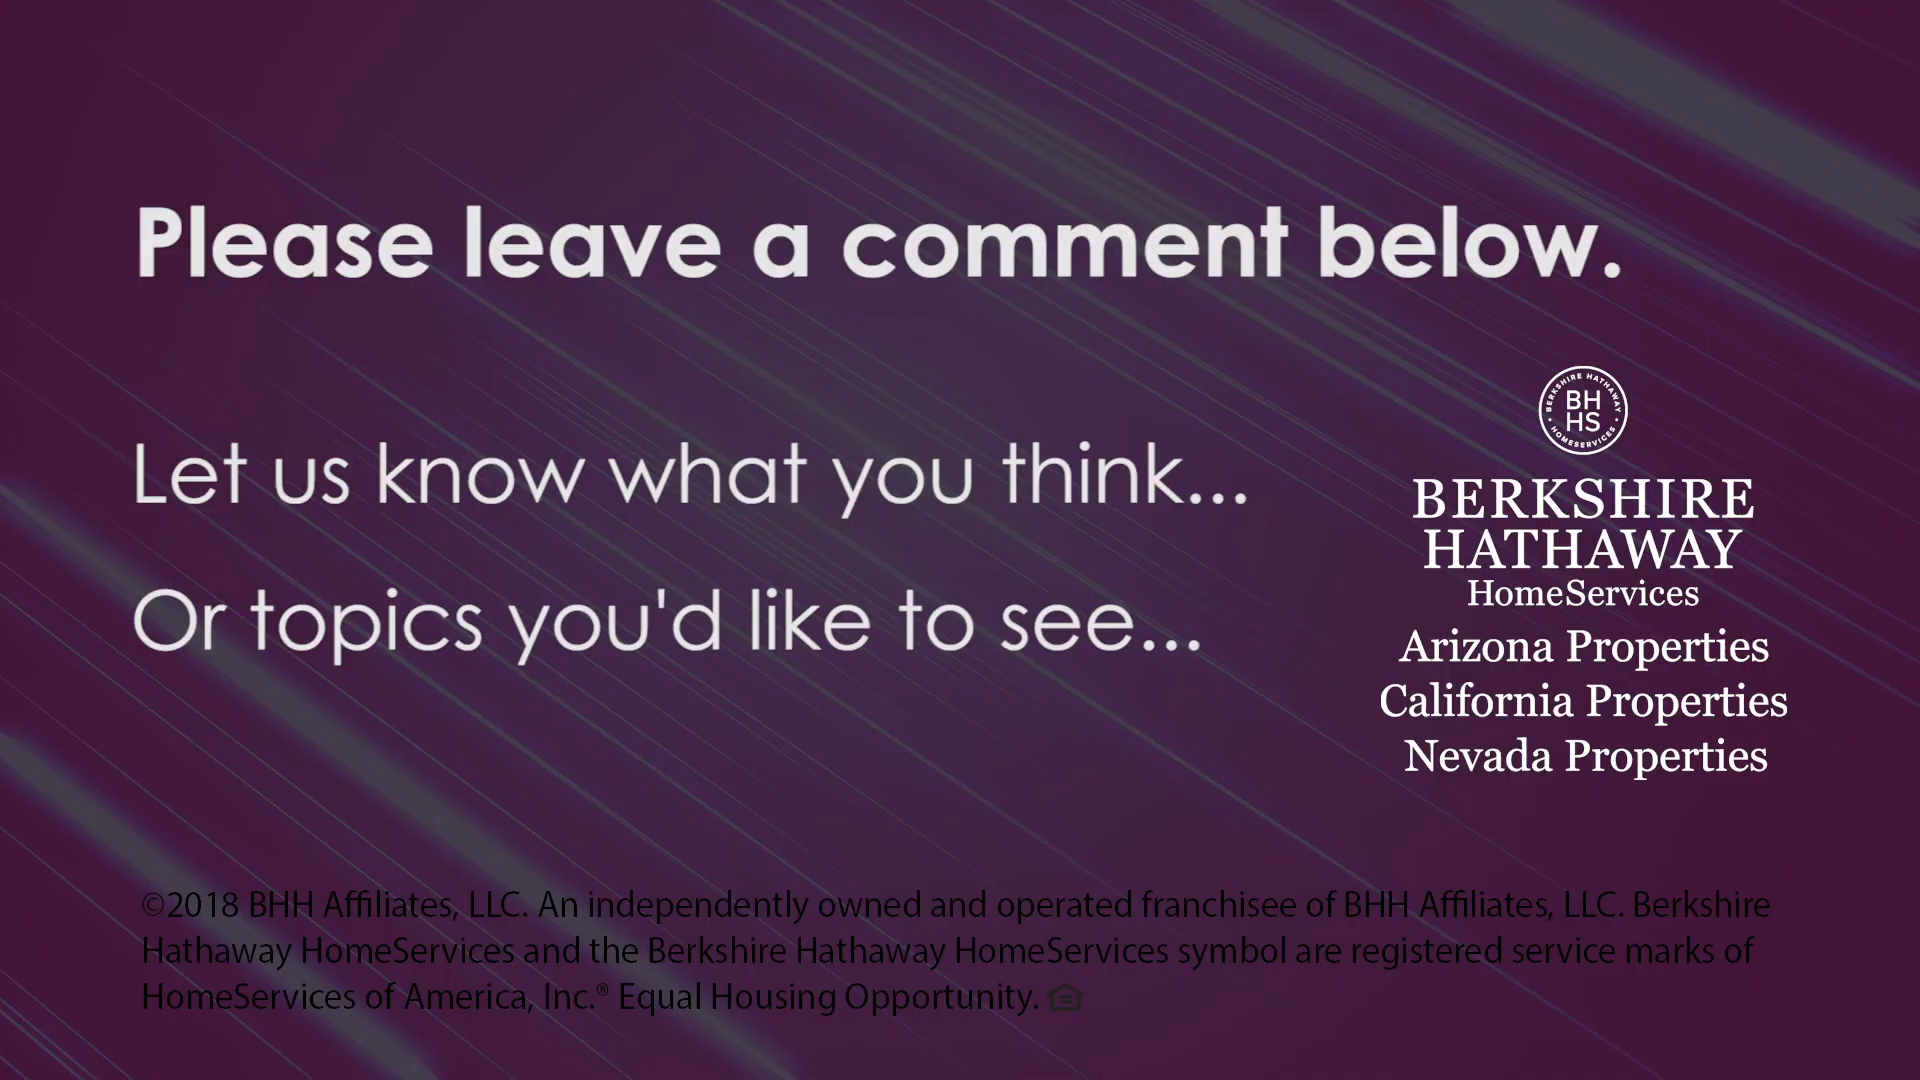 Please leave a comment below.
Let us know what you think...
Or topics you'd like to see...
BERKSHIRE HATHAWAY
BH
HS
HOMESERVICES
BERKSHIRE
HATHAWAY
HomeServices
Arizona Properties
California Properties
Nevada Properties
©2018 BHH Affiliates, LLC. An independently owned and operated franchisee of BHH Affiliates, LLC. Berkshire
Hathaway HomeServices and the Berkshire Hathaway HomeServices symbol are registered service marks of
HomeServices of America, Inc.® Equal Housing Opportunity.